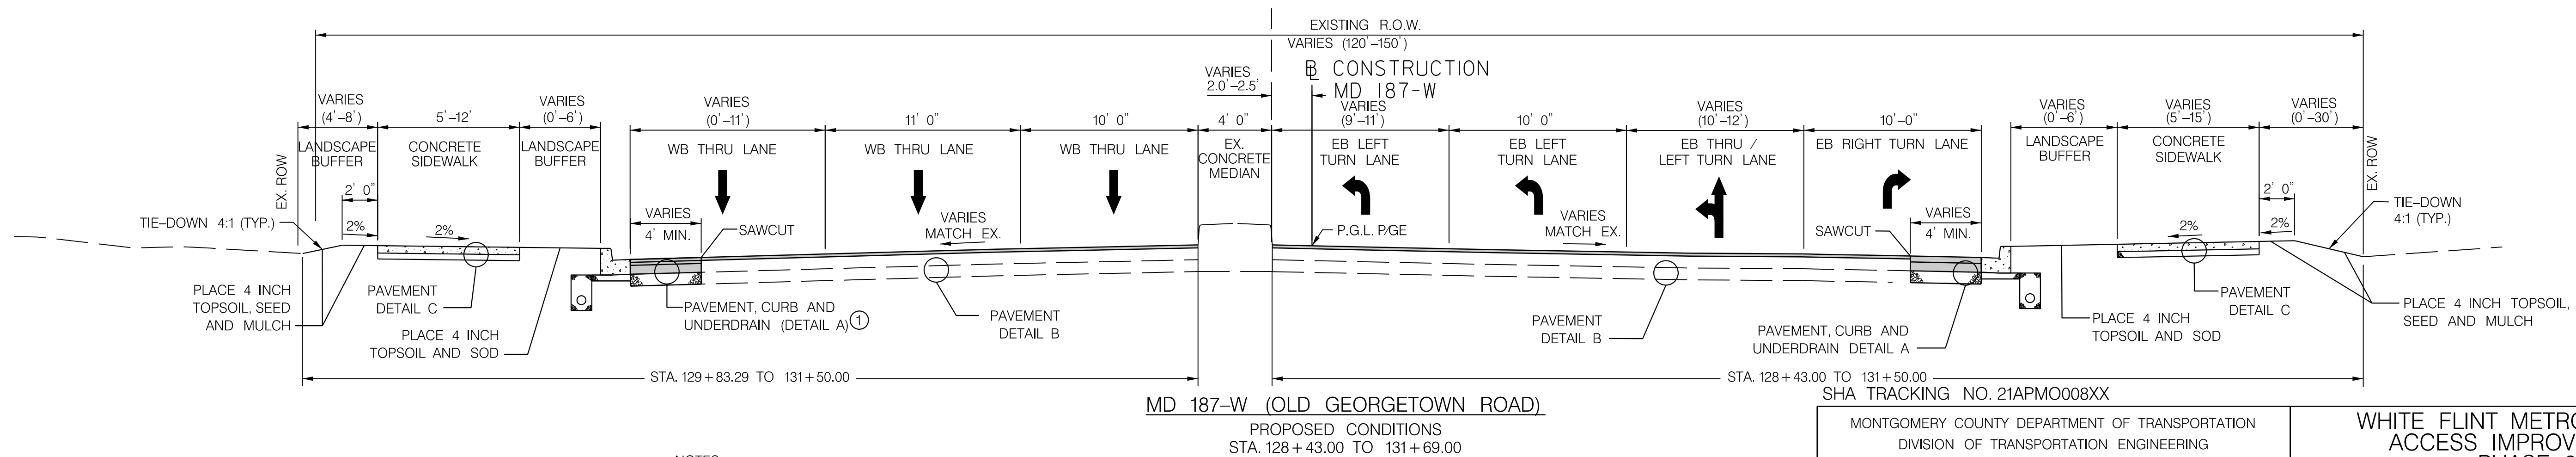 EXISTING R.O.W.
VARIES (120'-150')
B CONSTRUCTION
MD 187-W
VARIES
(4'-8')
LANDSCAPE
BUFFER
5'-12'
CONCRETE
SIDEWALK
VARIES
(0'-6')
LANDSCAPE
BUFFER
VARIES
(0'-11')
WB THRU LANE
11' 0"
WB THRU LANE
10' 0"
WB THRU LANE
VARIES
2.0'-2.5'
4' 0"
EX.
CONCRETE
MEDIAN
VARIES
(9'-11')
EB LEFT
TURN LANE
10' 0"
EB LEFT
TURN LANE
VARIES
(10'-12')
EB THRU /
LEFT TURN LANE
10'-0"
EB RIGHT TURN LANE
VARIES
(0'-6')
LANDSCAPE
BUFFER
VARIES
(5'-15')
CONCRETE
SIDEWALK
VARIES
(0'-30')
EX. ROW
2' 0"
TIE-DOWN 4:1 (TYP.)
2%
2%
VARIES
4' MIN.
SAWCUT
VARIES
MATCH EX.
P.G.L. P/GE
VARIES
MATCH EX.
SAWCUT
VARIES
4' MIN.
2%
2' 0"
2%
EX. ROW
TIE-DOWN
4:1 (TYP.)
PLACE 4 INCH
TOPSOIL, SEED
AND MULCH
PAVEMENT
DETAIL C
PLACE 4 INCH
TOPSOIL AND SOD
PAVEMENT, CURB AND
UNDERDRAIN (DETAIL A) 1
PAVEMENT
DETAIL B
PAVEMENT
DETAIL B
PAVEMENT, CURB AND
UNDERDRAIN DETAIL A
PLACE 4 INCH
TOPSOIL AND SOD
PAVEMENT
DETAIL C
PLACE 4 INCH TOPSOIL,
SEED AND MULCH
STA. 129+83.29 TO 131+50.00
STA. 128+43.00 TO 131+50.00
MD 187-W (OLD GEORGETOWN ROAD)
PROPOSED CONDITIONS
STA. 128+43.00 TO 131+69.00
SHA TRACKING NO. 21APMO008XX
MONTGOMERY COUNTY DEPARTMENT OF TRANSPORTATION
DIVISION OF TRANSPORTATION ENGINEERING
WHITE FLINT METRO
ACCESS IMPROV